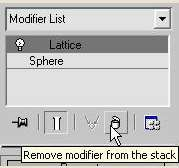 Modifier List
Lattice
Sphere
Remove modifier from the stack